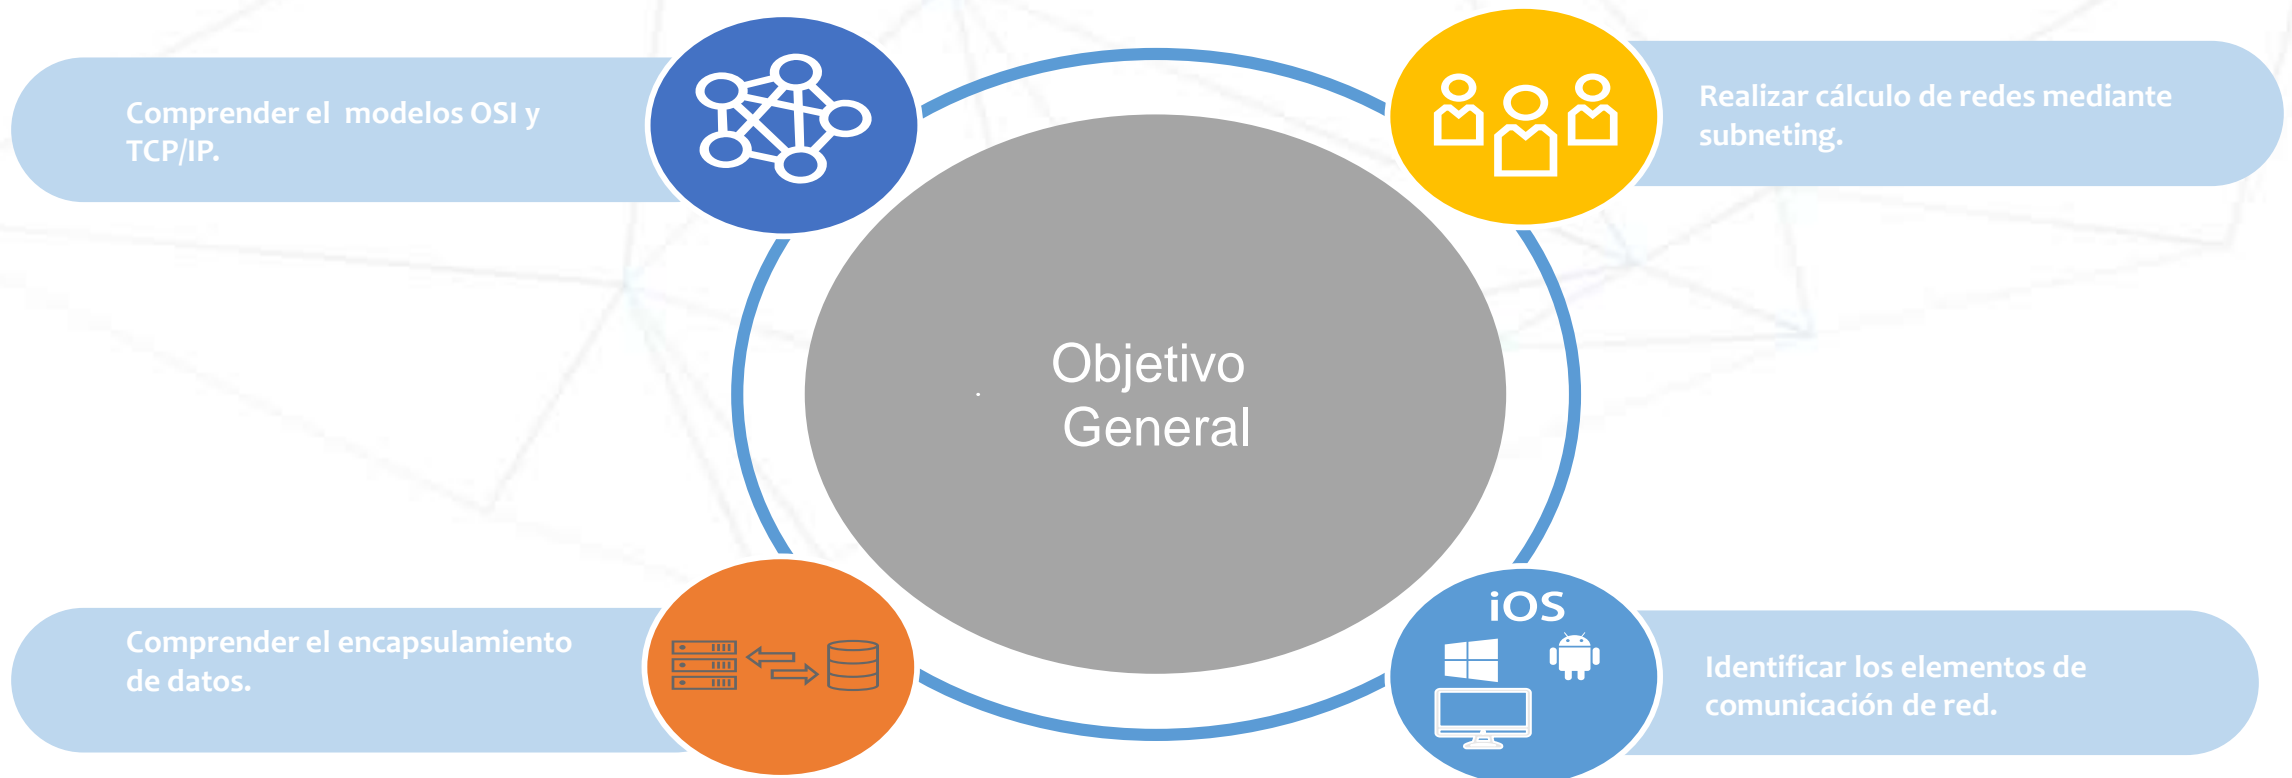 Comprender el  modelos OSI y
TCP/IP.
Realizar cálculo de redes mediante
subneting.
Objetivo
General
.
Comprender el encapsulamiento
de datos.
iOS
Identificar los elementos de
comunicación de red.